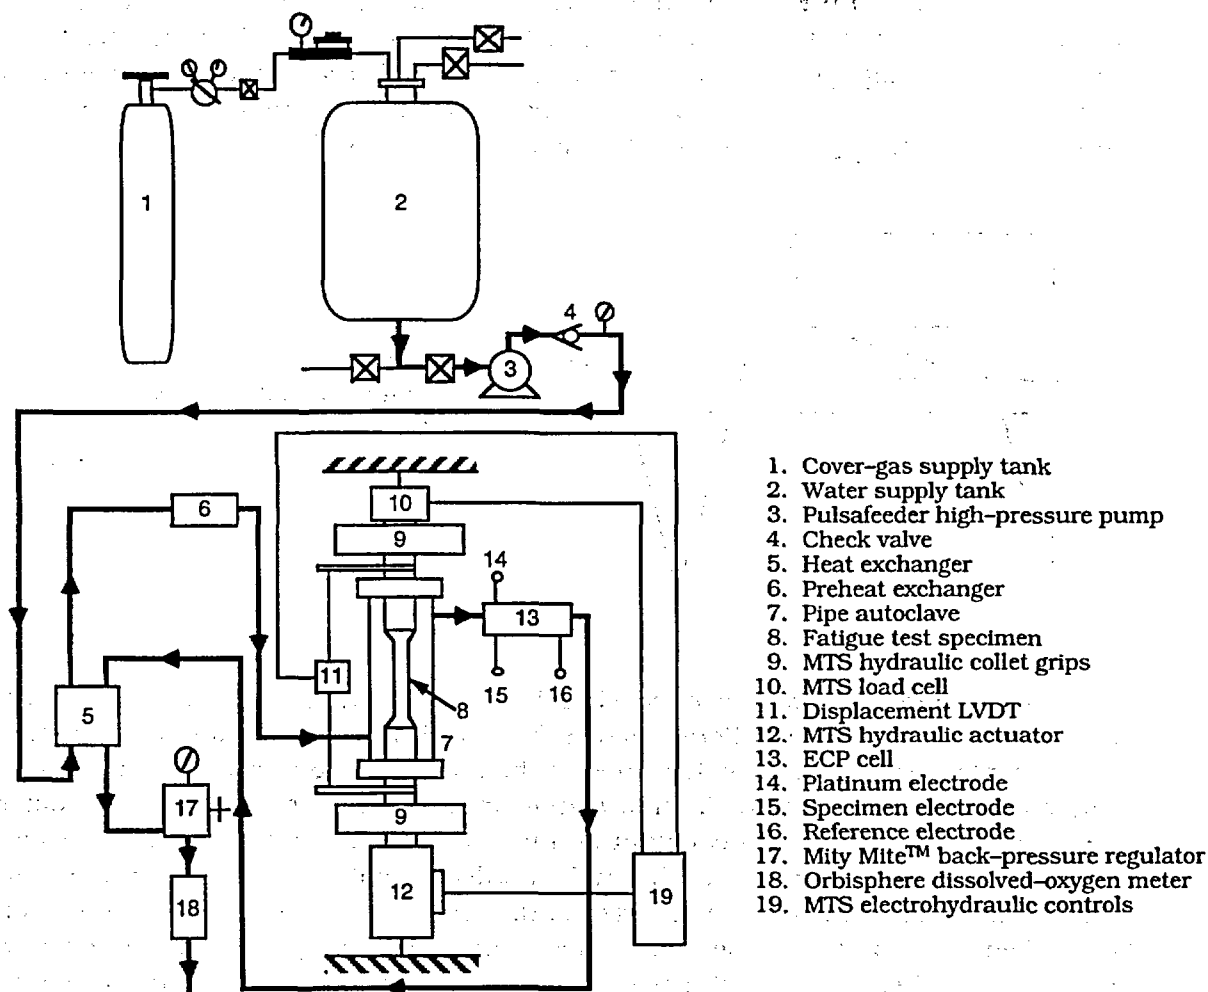 1
2
4
3
10
6
9
14
13
11
15
16
8
5
7
17
9
12
19
18
1. Cover-gas supply tank
2. Water supply tank
3. Pulsafeeder high-pressure pump
4. Check valve
5. Heat exchanger
6. Preheat exchanger
7. Pipe autoclave
8. Fatigue test specimen
9. MTS hydraulic collet grips
10. MTS load cell
11. Displacement LVDT
12. MTS hydraulic actuator
13. ECP cell
14. Platinum electrode
15. Specimen electrode
16. Reference electrode
17. Mity Mite™ back-pressure regulator
18. Orbisphere dissolved-oxygen meter
19. MTS electrohydraulic controls